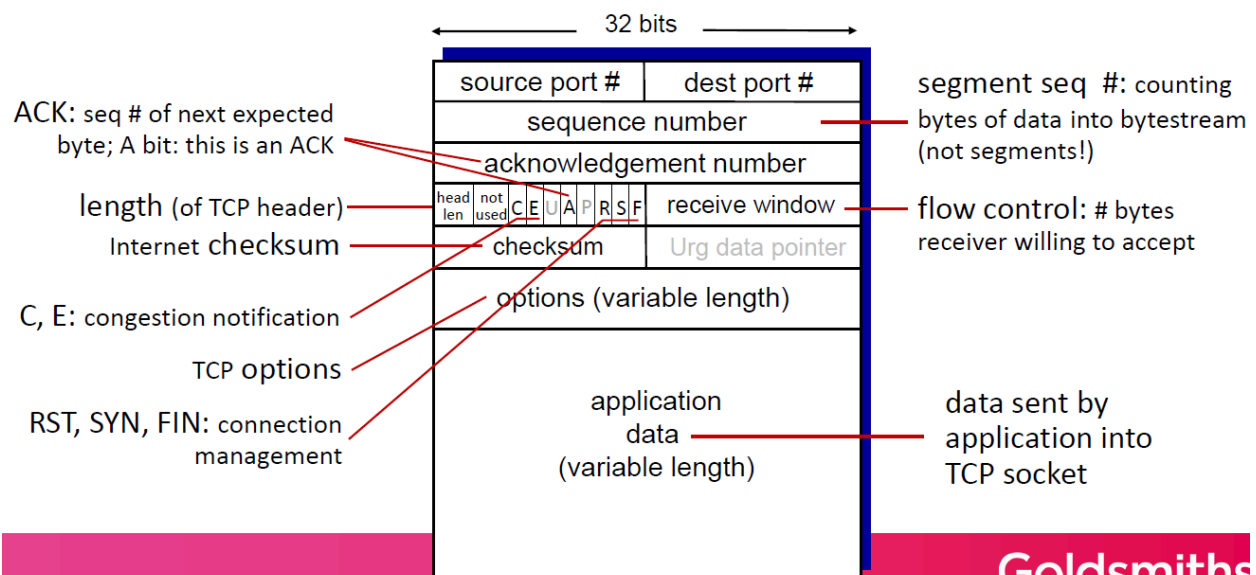 32 bits
source port # dest port #
sequence number
acknowledgement number
head len not used C E U A P R S F receive window
checksum Urg data pointer
options (variable length)
application
data
(variable length)
ACK: seq # of next expected
byte; A bit: this is an ACK
length (of TCP header)
Internet checksum
C, E: congestion notification
TCP options
RST, SYN, FIN: connection
management
segment seq #: counting
bytes of data into bytestream
(not segments!)
flow control: # bytes
receiver willing to accept
data sent by
application into
TCP socket
Goldsmiths